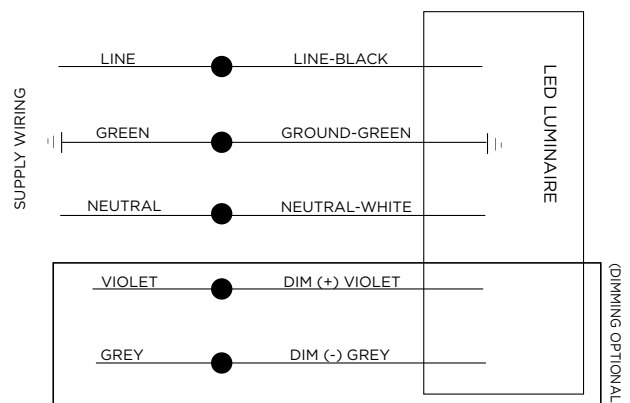 SUPPLY WIRING
LINE
LINE-BLACK
GREEN
GROUND-GREEN
NEUTRAL
NEUTRAL-WHITE
VIOLET
DIM (+) VIOLET
GREY
DIM (-) GREY
LED LUMINAIRE
(DIMMING OPTIONAL